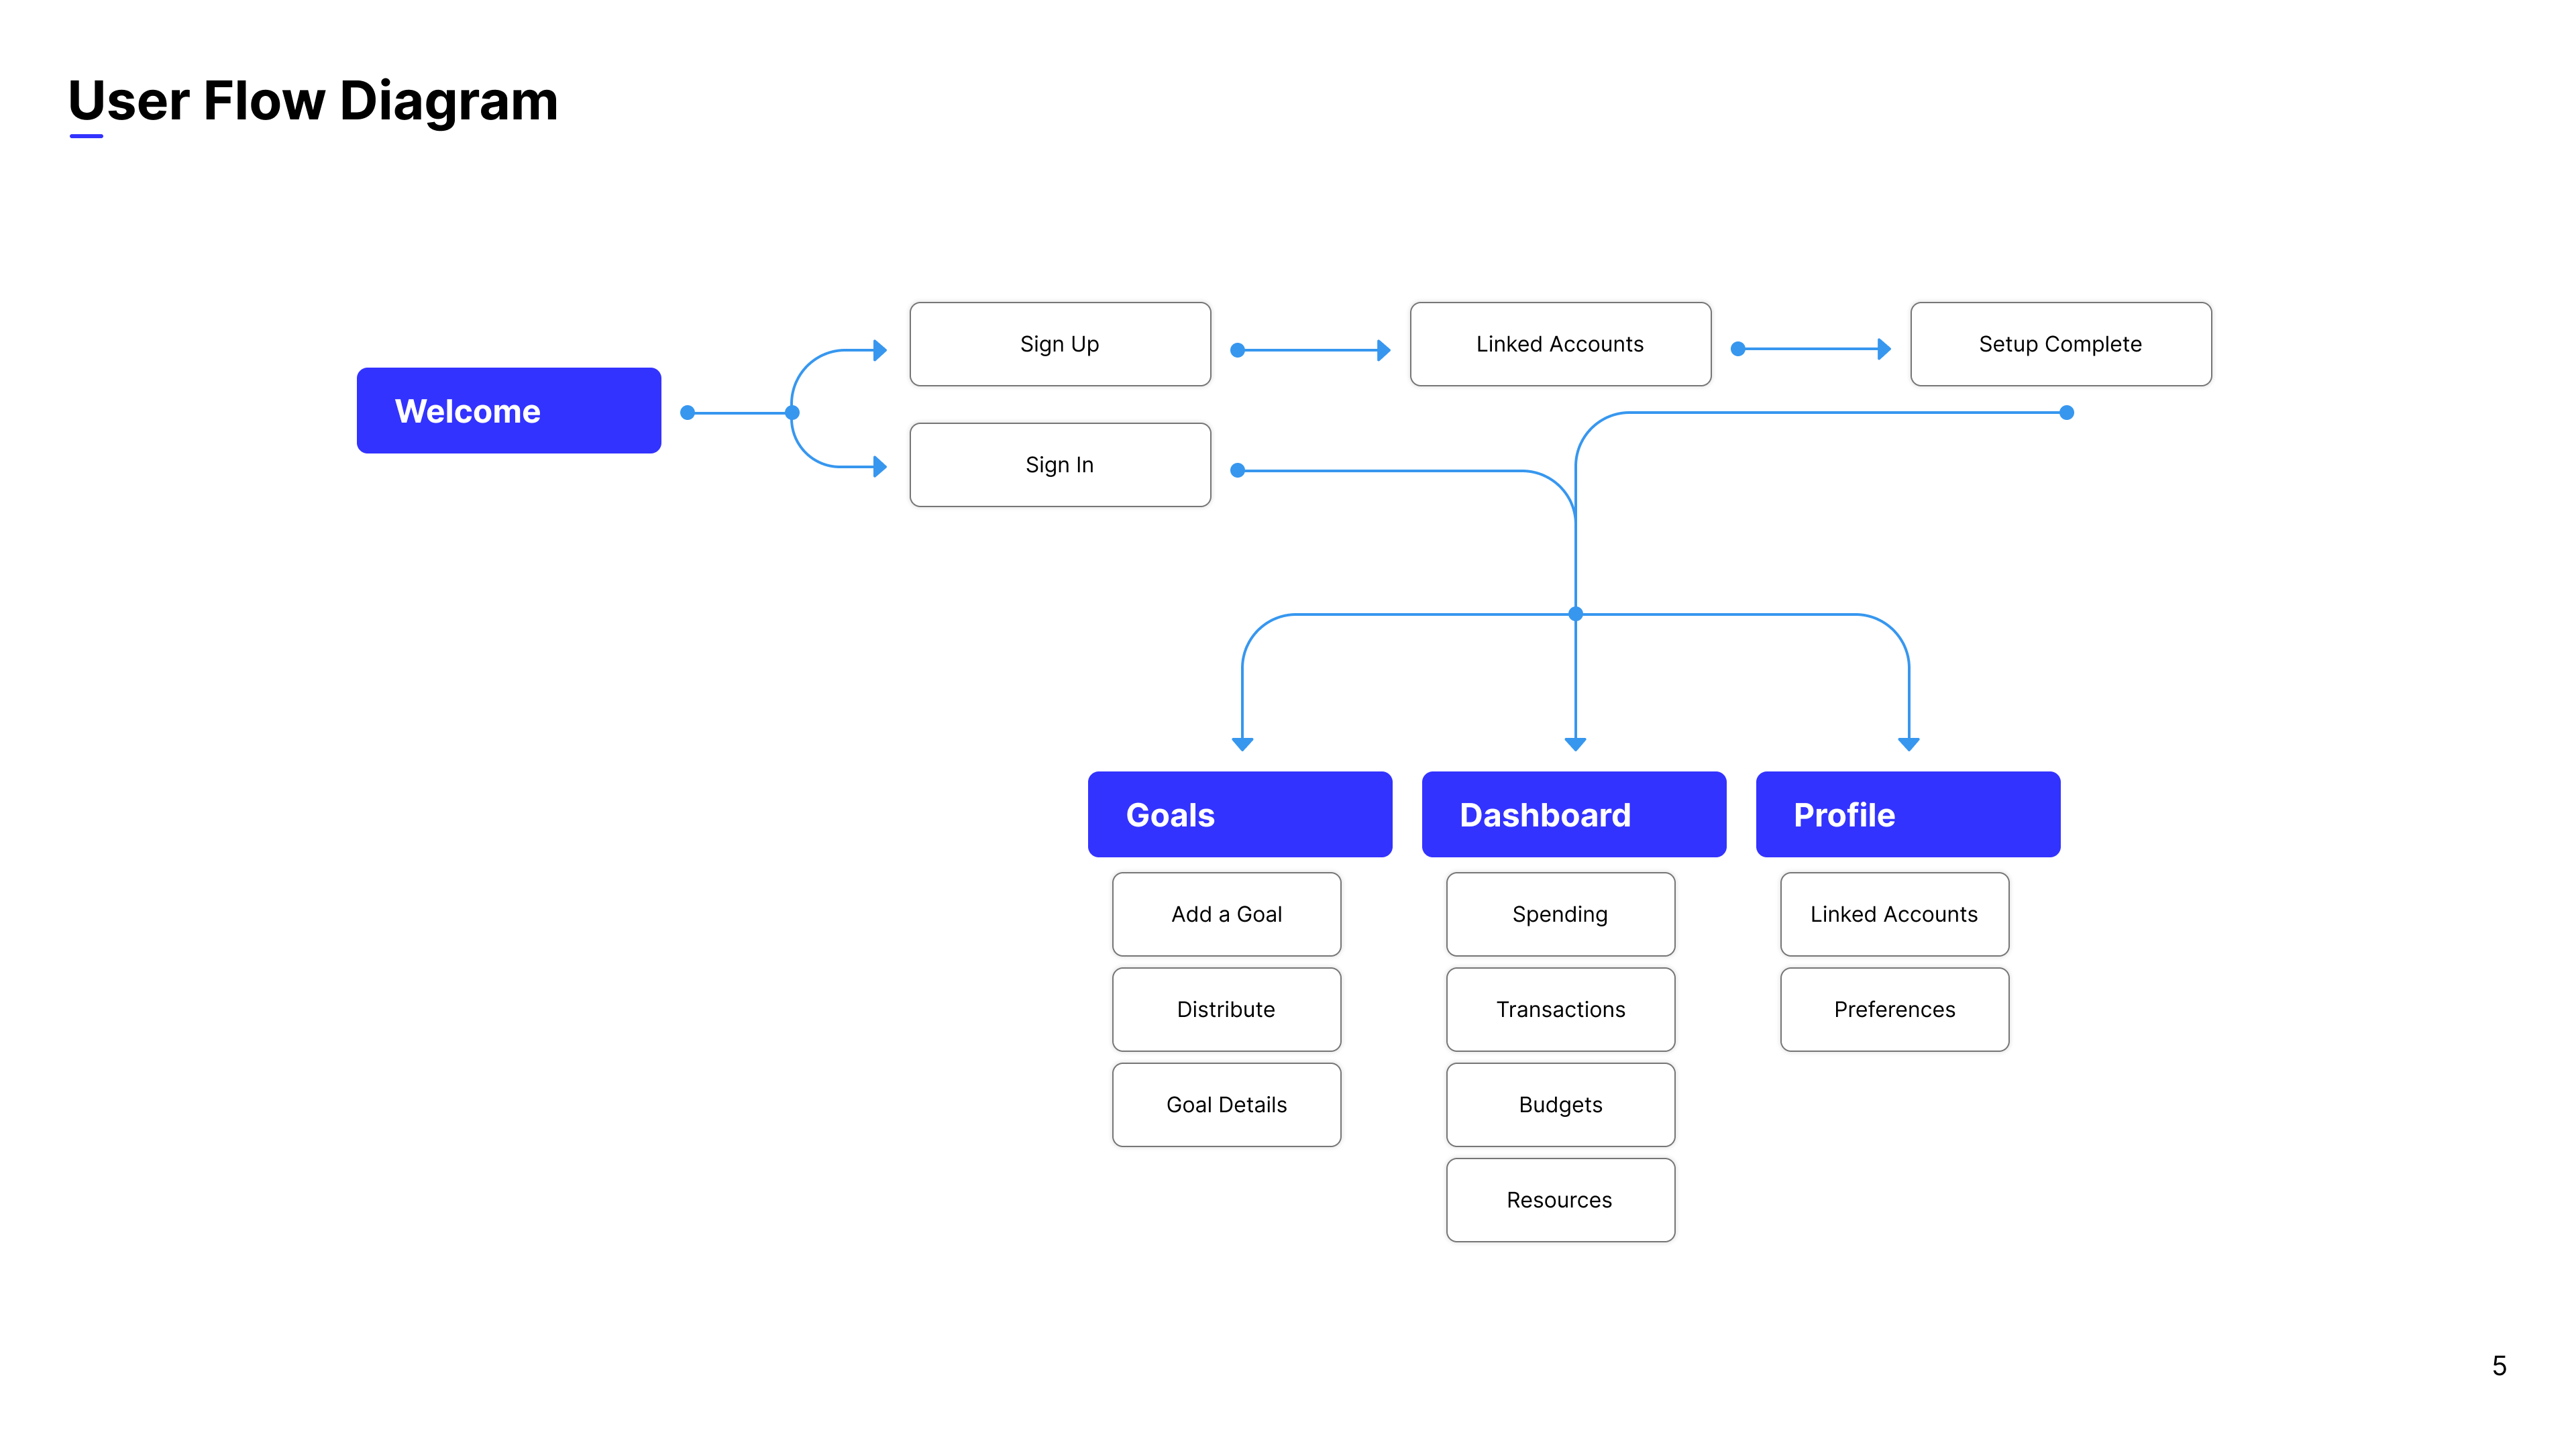 User Flow Diagram
Welcome
Sign Up
Linked Accounts
Setup Complete
Sign In
Goals
Add a Goal
Distribute
Goal Details
Dashboard
Spending
Transactions
Budgets
Resources
Profile
Linked Accounts
Preferences
5